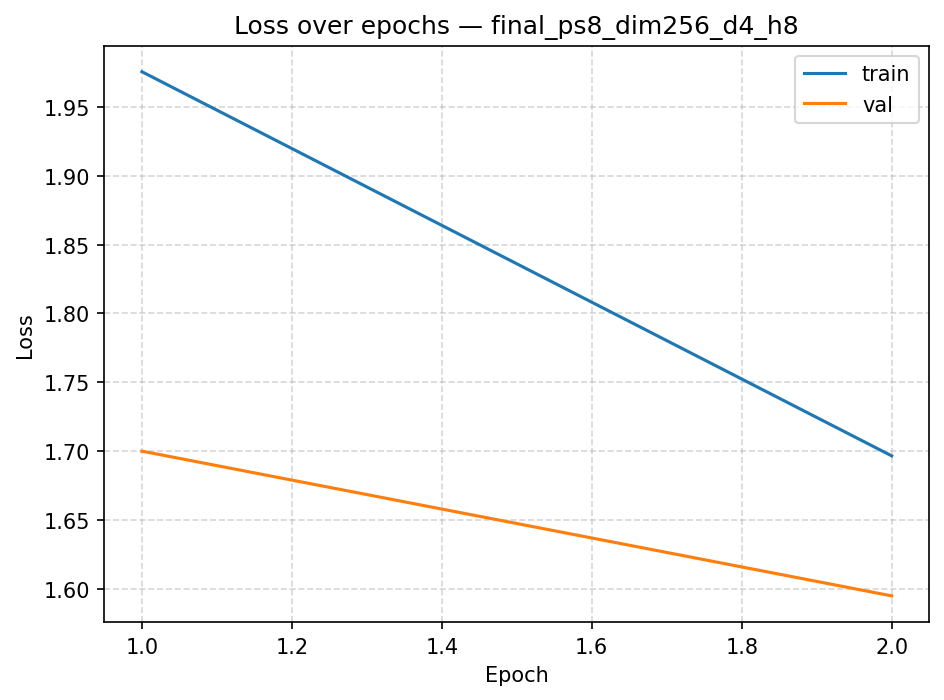 Loss over epochs — final_ps8_dim256_d4_h8
train
val
1.95
1.90
1.85
1.80
1.75
1.70
1.65
1.60
Loss
1.0 1.2 1.4 1.6 1.8 2.0
Epoch